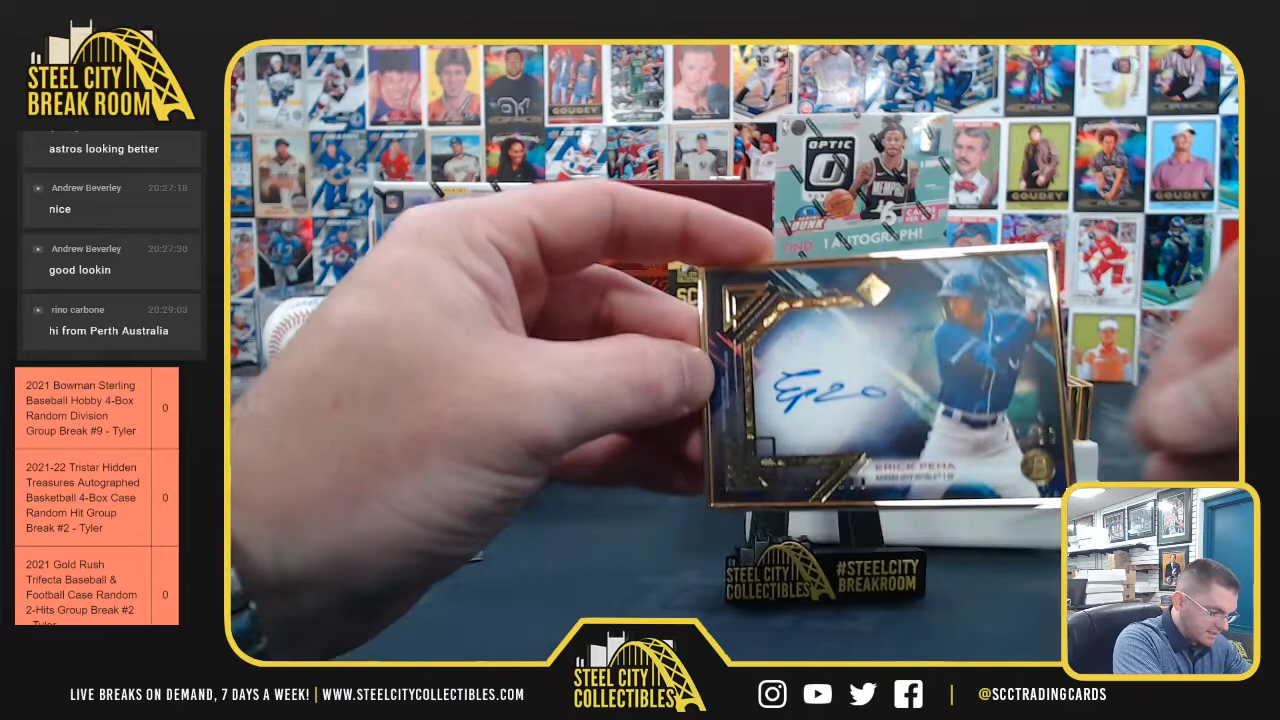 STEEL CITY
BREAK ROOM
astros looking better
Andrew Beverley 20:27:18
nice
Andrew Beverley 20:27:30
good lookin
rino carbone 20:29:03
hi from Perth Australia
2021 Bowman Sterling
Baseball Hobby 4-Box
Random Division
Group Break #9 - Tyler
0
2021-22 Tristar Hidden
Treasures Autographed
Basketball 4-Box Case
Random Hit Group
Break #2 - Tyler
0
2021 Gold Rush
Trifecta Baseball &
Football Case Random
2-Hits Group Break #2
- Tyler
0
GOUDEY
OPTIC
MEMPHIS
DUNK
FIND 1 AUTOGRAPH!
GOUDEY
GOUDEY
SC
ERICK PEÑA
STEEL CITY
COLLECTIBLES
#STEELCITY
BREAKROOM
STEEL CITY
COLLECTIBLES
LIVE BREAKS ON DEMAND, 7 DAYS A WEEK! | WWW.STEELCITYCOLLECTIBLES.COM
| @SCCTRADINGCARDS